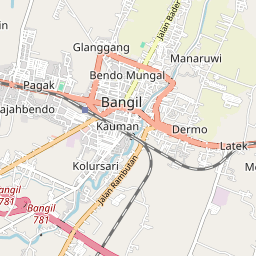 Glanggang
Jalan Bader
Manaruwi
Bendo Mungal
Pagak
Bangil
ajahbendo
Kauman
Dermo
Latek
Kolursari
Jalan Rambutan
Bangil
781
Bangil
781